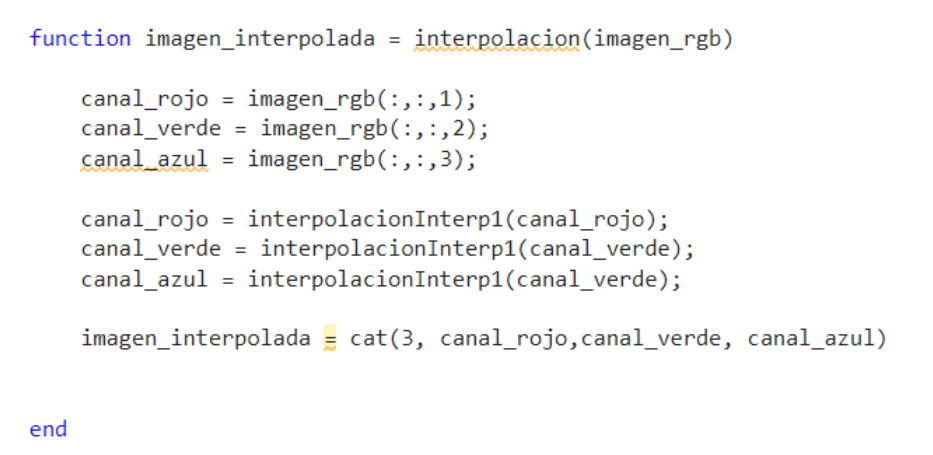 function imagen_interpolada = interpolacion(imagen_rgb)
canal_rojo = imagen_rgb(:,:,1);
canal_verde = imagen_rgb(:,:,2);
canal_azul = imagen_rgb(:,:,3);
canal_rojo = interpolacionInterp1(canal_rojo);
canal_verde = interpolacionInterp1(canal_verde);
canal_azul = interpolacionInterp1(canal_verde);
imagen_interpolada = cat(3, canal_rojo,canal_verde, canal_azul)
end